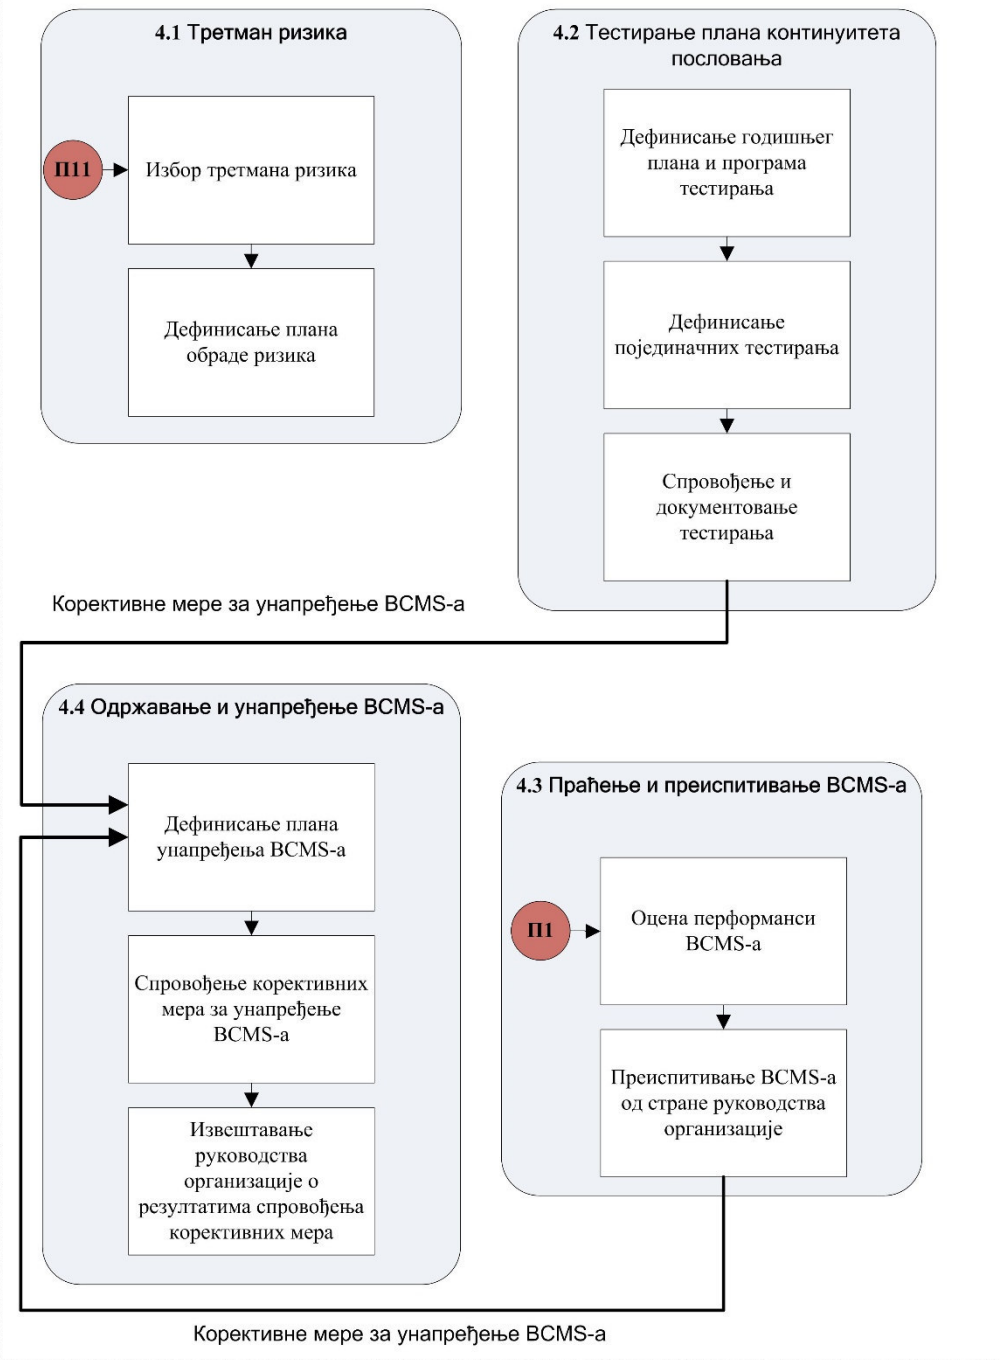 4.1 Третман ризика
П11
Избор третмана ризика
Дефинисање плана
обраде ризика
4.2 Тестирање плана континуитета
пословања
Дефинисање годишњег
плана и програма
тестирања
Дефинисање
појединачних тестирања
Спровођење и
документовање
тестирања
Корективне мере за унапређење BCMS-а
4.4 Одржавање и унапређење BCMS-а
Дефинисање плана
унапређења BCMS-а
Спровођење корективних
мера за унапређење
BCMS-а
Извештавање
руководства
организације о
резултатима спровођења
корективних мера
4.3 Праћење и преиспитивање BCMS-а
П1
Оцена перформанси
BCMS-а
Преиспитивање BCMS-а
од стране руководства
организације
Корективне мере за унапређење BCMS-а